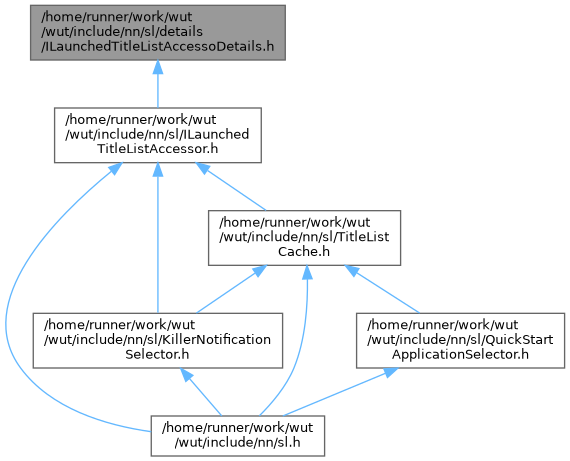 /home/runner/work/wut
/wut/include/nn/sl/details
/ILaunchedTitleListAccessoDetails.h
/home/runner/work/wut
/wut/include/nn/sl/ILaunched
TitleListAccessor.h
/home/runner/work/wut
/wut/include/nn/sl/TitleList
Cache.h
/home/runner/work/wut
/wut/include/nn/sl/KillerNotification
Selector.h
/home/runner/work/wut
/wut/include/nn/sl/QuickStart
ApplicationSelector.h
/home/runner/work/wut
/wut/include/nn/sl.h